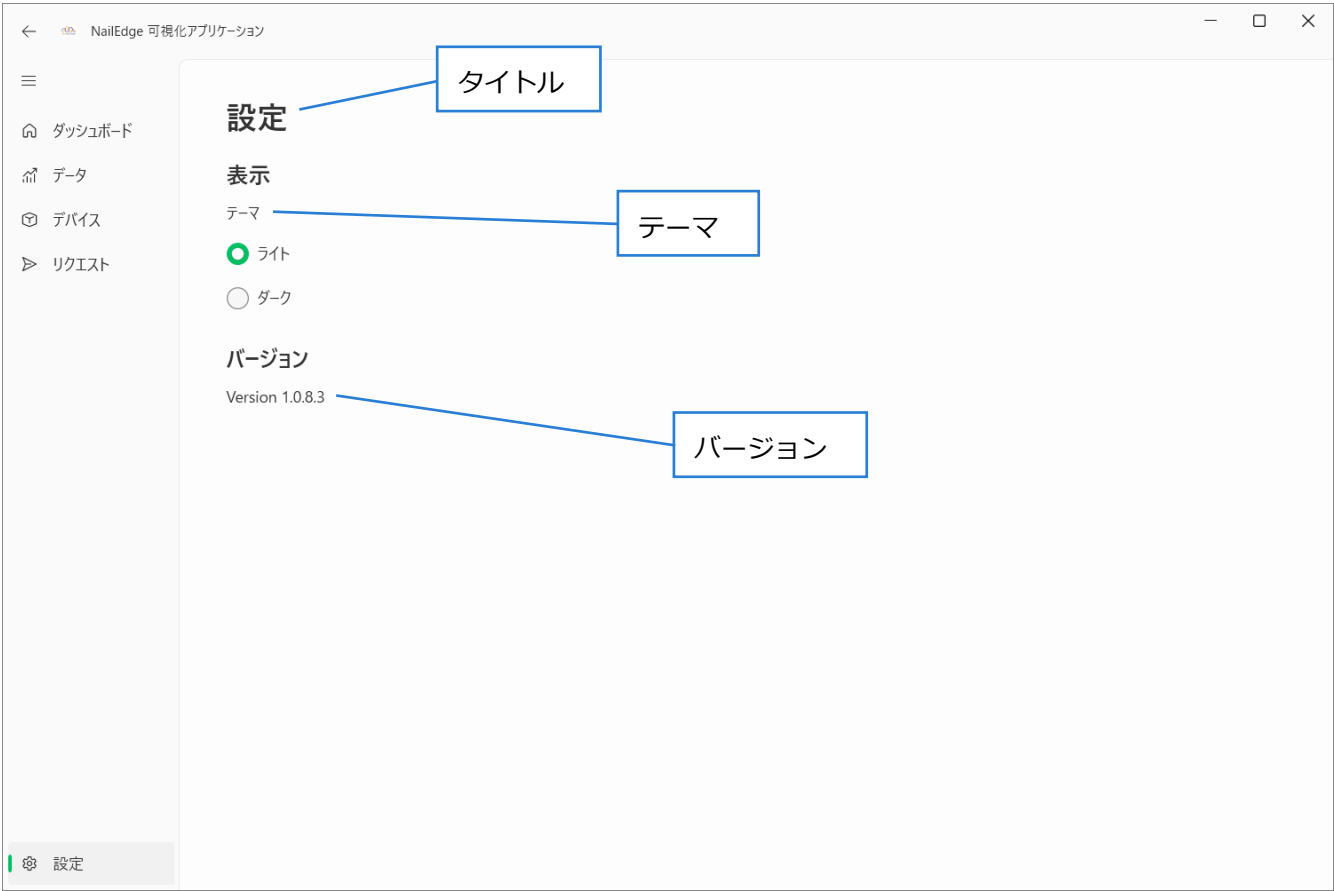 NailEdge 可視化アプリケーション
タイトル
設定
ダッシュボード
データ
デバイス
リクエスト
表示
テーマ
テーマ
ライト
ダーク
バージョン
Version 1.0.8.3
バージョン
設定